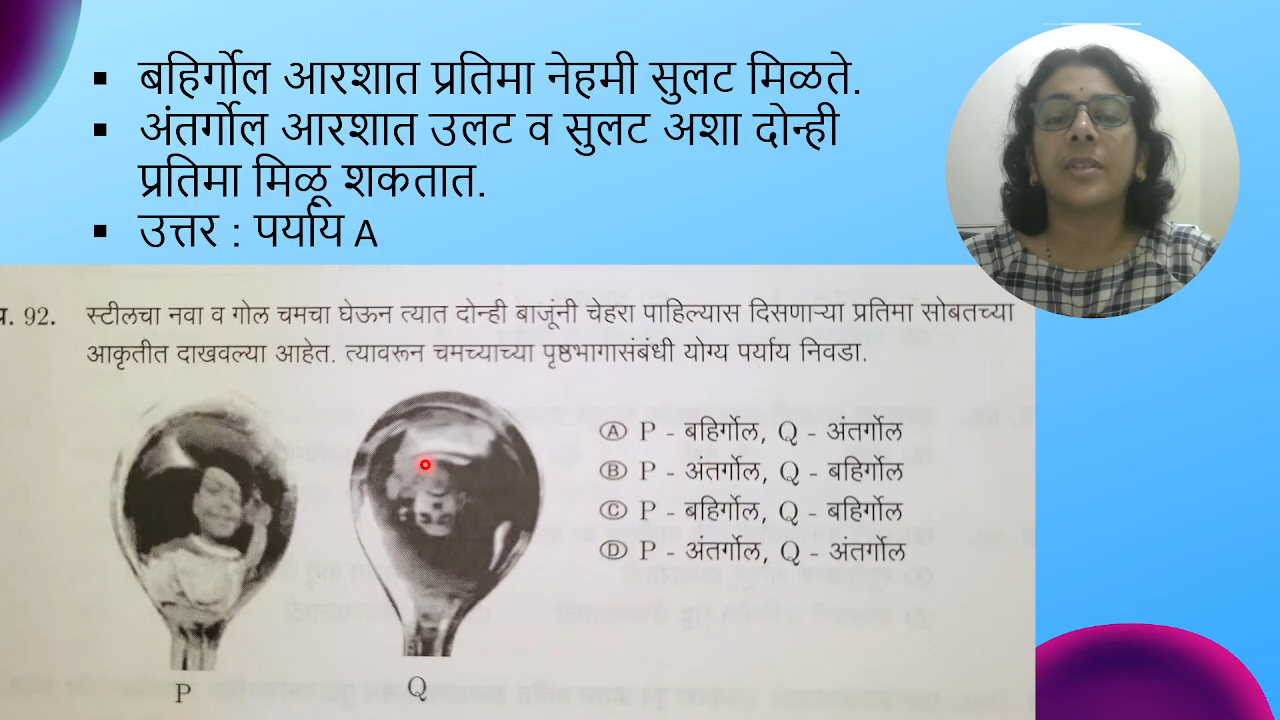 ▪ बहिर्गोल आरशात प्रतिमा नेहमी सुलट मिळते.
▪ अंतर्गोल आरशात उलट व सुलट अशा दोन्ही
प्रतिमा मिळू शकतात.
▪ उत्तर : पर्याय A
प्र. 92. स्टीलचा नवा व गोल चमचा घेऊन त्यात दोन्ही बाजूंनी चेहरा पाहिल्यास दिसणाऱ्या प्रतिमा सोबतच्या
आकृतीत दाखवल्या आहेत. त्यावरून चमच्याच्या पृष्ठभागासंबंधी योग्य पर्याय निवडा.
Ⓐ P - बहिर्गोल, Q - अंतर्गोल
Ⓑ P - अंतर्गोल, Q - बहिर्गोल
Ⓒ P - बहिर्गोल, Q - बहिर्गोल
Ⓓ P - अंतर्गोल, Q - अंतर्गोल
P
Q